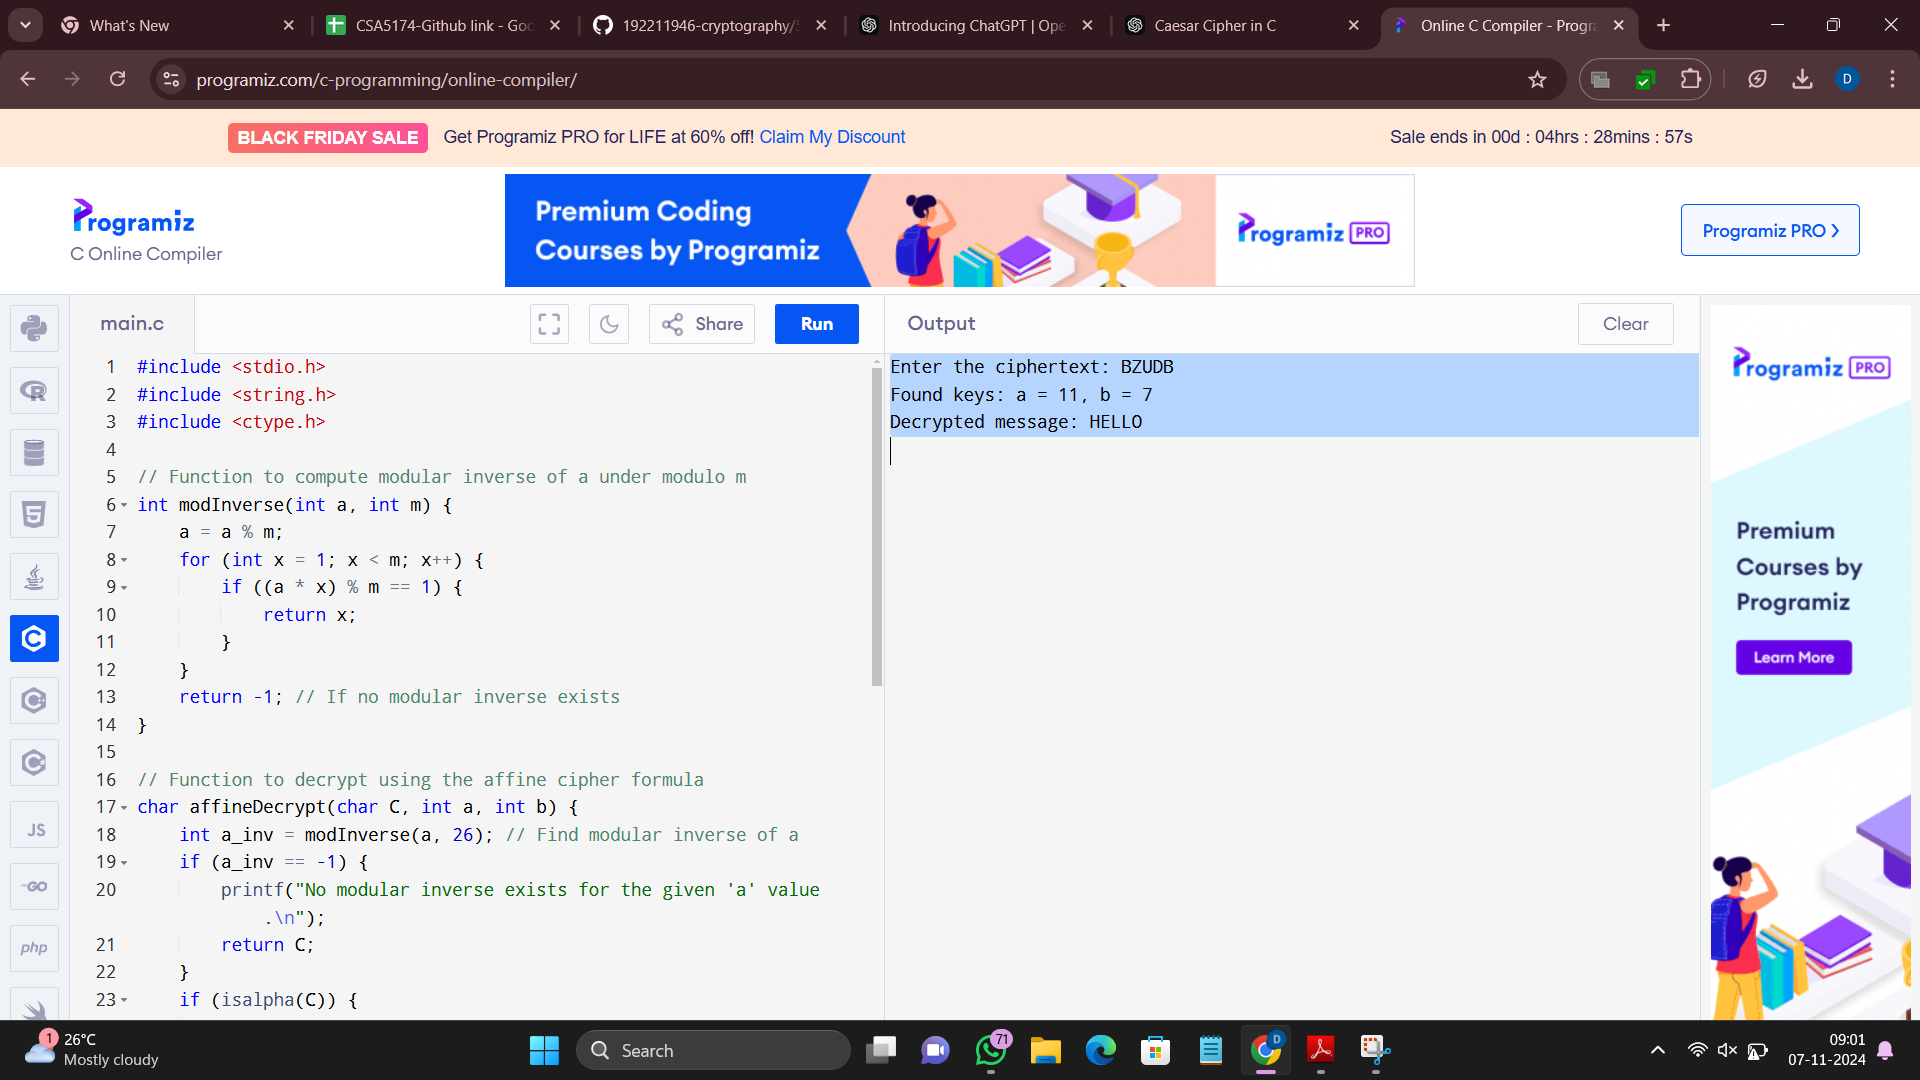 What's New
CSA5174-Github link - Goo
192211946-cryptography/5
Introducing ChatGPT | Ope
Caesar Cipher in C
Online C Compiler - Progra
programiz.com/c-programming/online-compiler/
D
BLACK FRIDAY SALE Get Programiz PRO for LIFE at 60% off! Claim My Discount
Sale ends in 00d : 04hrs : 28mins : 57s
Programiz
C Online Compiler
Premium Coding
Courses by Programiz
Programiz PRO
Programiz PRO
main.c
Share
Run
Output
Clear
1 #include <stdio.h>
2 #include <string.h>
3 #include <ctype.h>
4
5 // Function to compute modular inverse of a under modulo m
6 int modInverse(int a, int m) {
7 a = a % m;
8 for (int x = 1; x < m; x++) {
9 if ((a * x) % m == 1) {
10 return x;
11 }
12 }
13 return -1; // If no modular inverse exists
14 }
15
16 // Function to decrypt using the affine cipher formula
17 char affineDecrypt(char C, int a, int b) {
18 int a_inv = modInverse(a, 26); // Find modular inverse of a
19 if (a_inv == -1) {
20 printf("No modular inverse exists for the given 'a' value
.\n");
21 return C;
22 }
23 if (isalpha(C)) {
Enter the ciphertext: BZUDB
Found keys: a = 11, b = 7
Decrypted message: HELLO
Programiz PRO
Premium
Courses by
Programiz
Learn More
JS
GO
php
1
26°C
Mostly cloudy
Search
71
D
09:01
07-11-2024